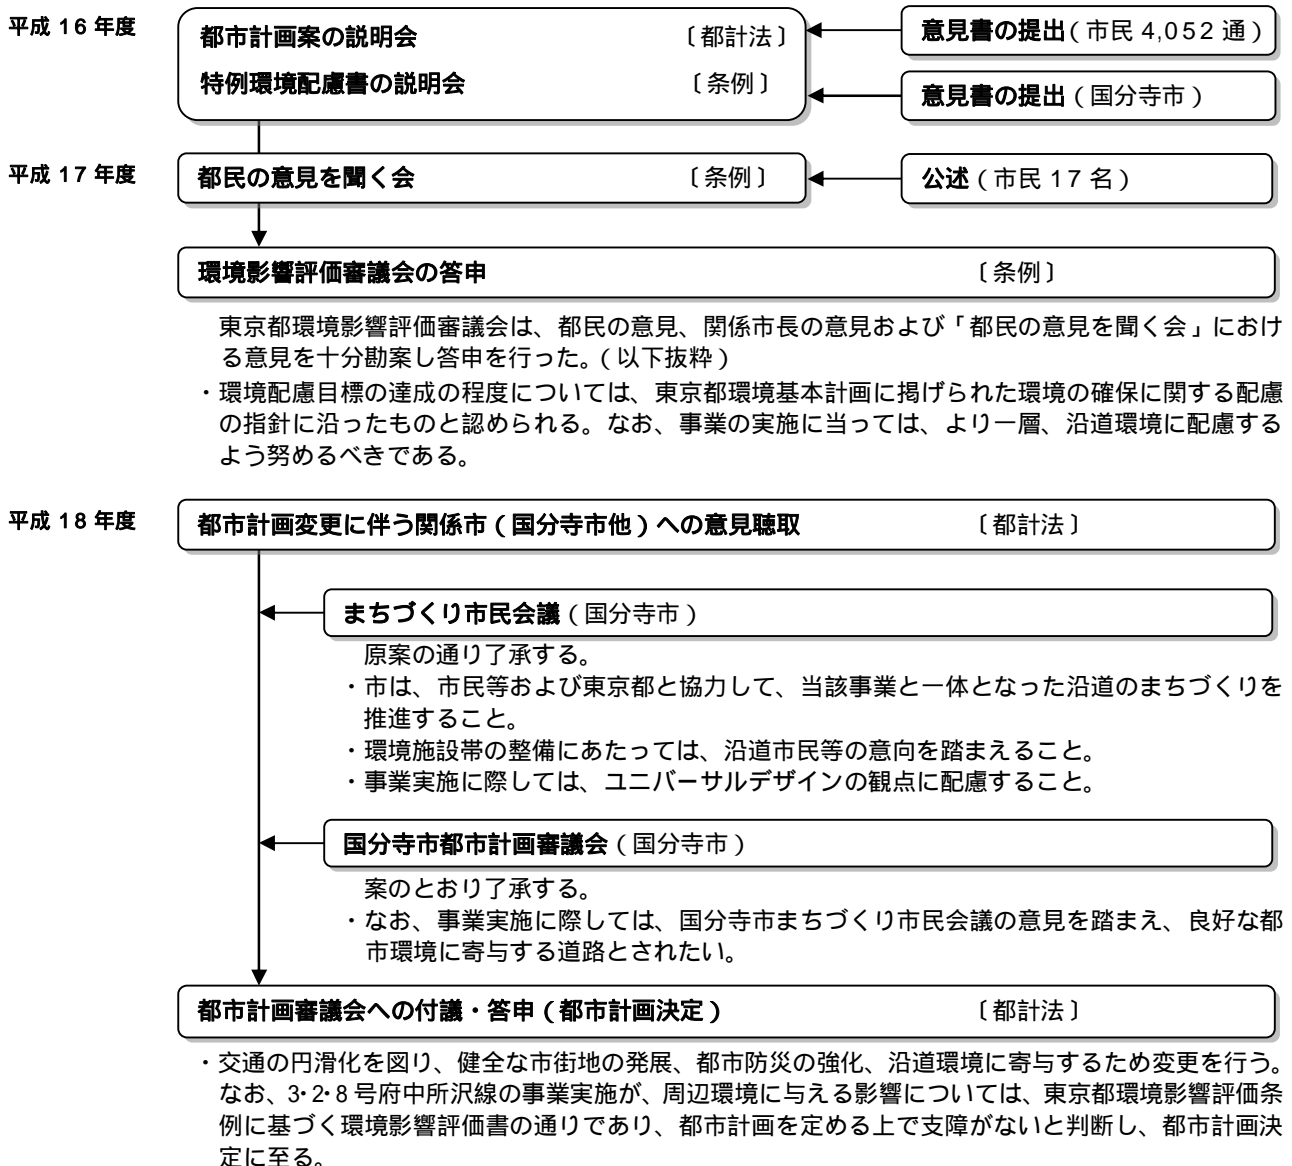 平成 16 年度
都市計画案の説明会 〔都計法〕
意見書の提出（市民 4,052 通）
特例環境配慮書の説明会 〔条例〕
意見書の提出（国分寺市）
平成 17 年度
都民の意見を聞く会 〔条例〕
公述（市民 17 名）
環境影響評価審議会の答申 〔条例〕
東京都環境影響評価審議会は、都民の意見、関係市長の意見および「都民の意見を聞く会」におけ
る意見を十分勘案し答申を行った。（以下抜粋）
・環境配慮目標の達成の程度については、東京都環境基本計画に掲げられた環境の確保に関する配慮
の指針に沿ったものと認められる。なお、事業の実施に当っては、より一層、沿道環境に配慮する
よう努めるべきである。
平成 18 年度
都市計画変更に伴う関係市（国分寺市他）への意見聴取 〔都計法〕
まちづくり市民会議（国分寺市）
原案の通り了承する。
・市は、市民等および東京都と協力して、当該事業と一体となった沿道のまちづくりを
推進すること。
・環境施設帯の整備にあたっては、沿道市民等の意向を踏まえること。
・事業実施に際しては、ユニバーサルデザインの観点に配慮すること。
国分寺市都市計画審議会（国分寺市）
案のとおり了承する。
・なお、事業実施に際しては、国分寺市まちづくり市民会議の意見を踏まえ、良好な都
市環境に寄与する道路とされたい。
都市計画審議会への付議・答申（都市計画決定） 〔都計法〕
・交通の円滑化を図り、健全な市街地の発展、都市防災の強化、沿道環境に寄与するため変更を行う。
なお、3・2・8 号府中所沢線の事業実施が、周辺環境に与える影響については、東京都環境影響評価条
例に基づく環境影響評価書の通りであり、都市計画を定める上で支障がないと判断し、都市計画決
定に至る。